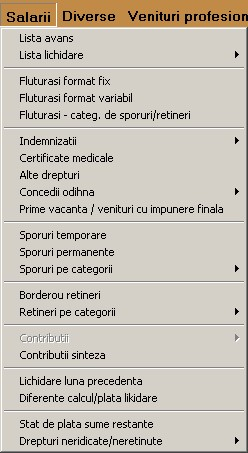 Salarii Diverse Venituri profesion
Lista avans
Lista lichidare
Fluturasi format fix
Fluturasi format variabil
Fluturasi - categ. de sporuri/retineri
Indemnizatii
Certificate medicale
Alte drepturi
Concedii odihna
Prime vacanta / venituri cu impunere finala
Sporuri temporare
Sporuri permanente
Sporuri pe categorii
Borderou retineri
Retineri pe categorii
Contributii
Contributii sinteza
Lichidare luna precedenta
Diferente calcul/plata likidare
Stat de plata sume restante
Drepturi neridicate/neretinute